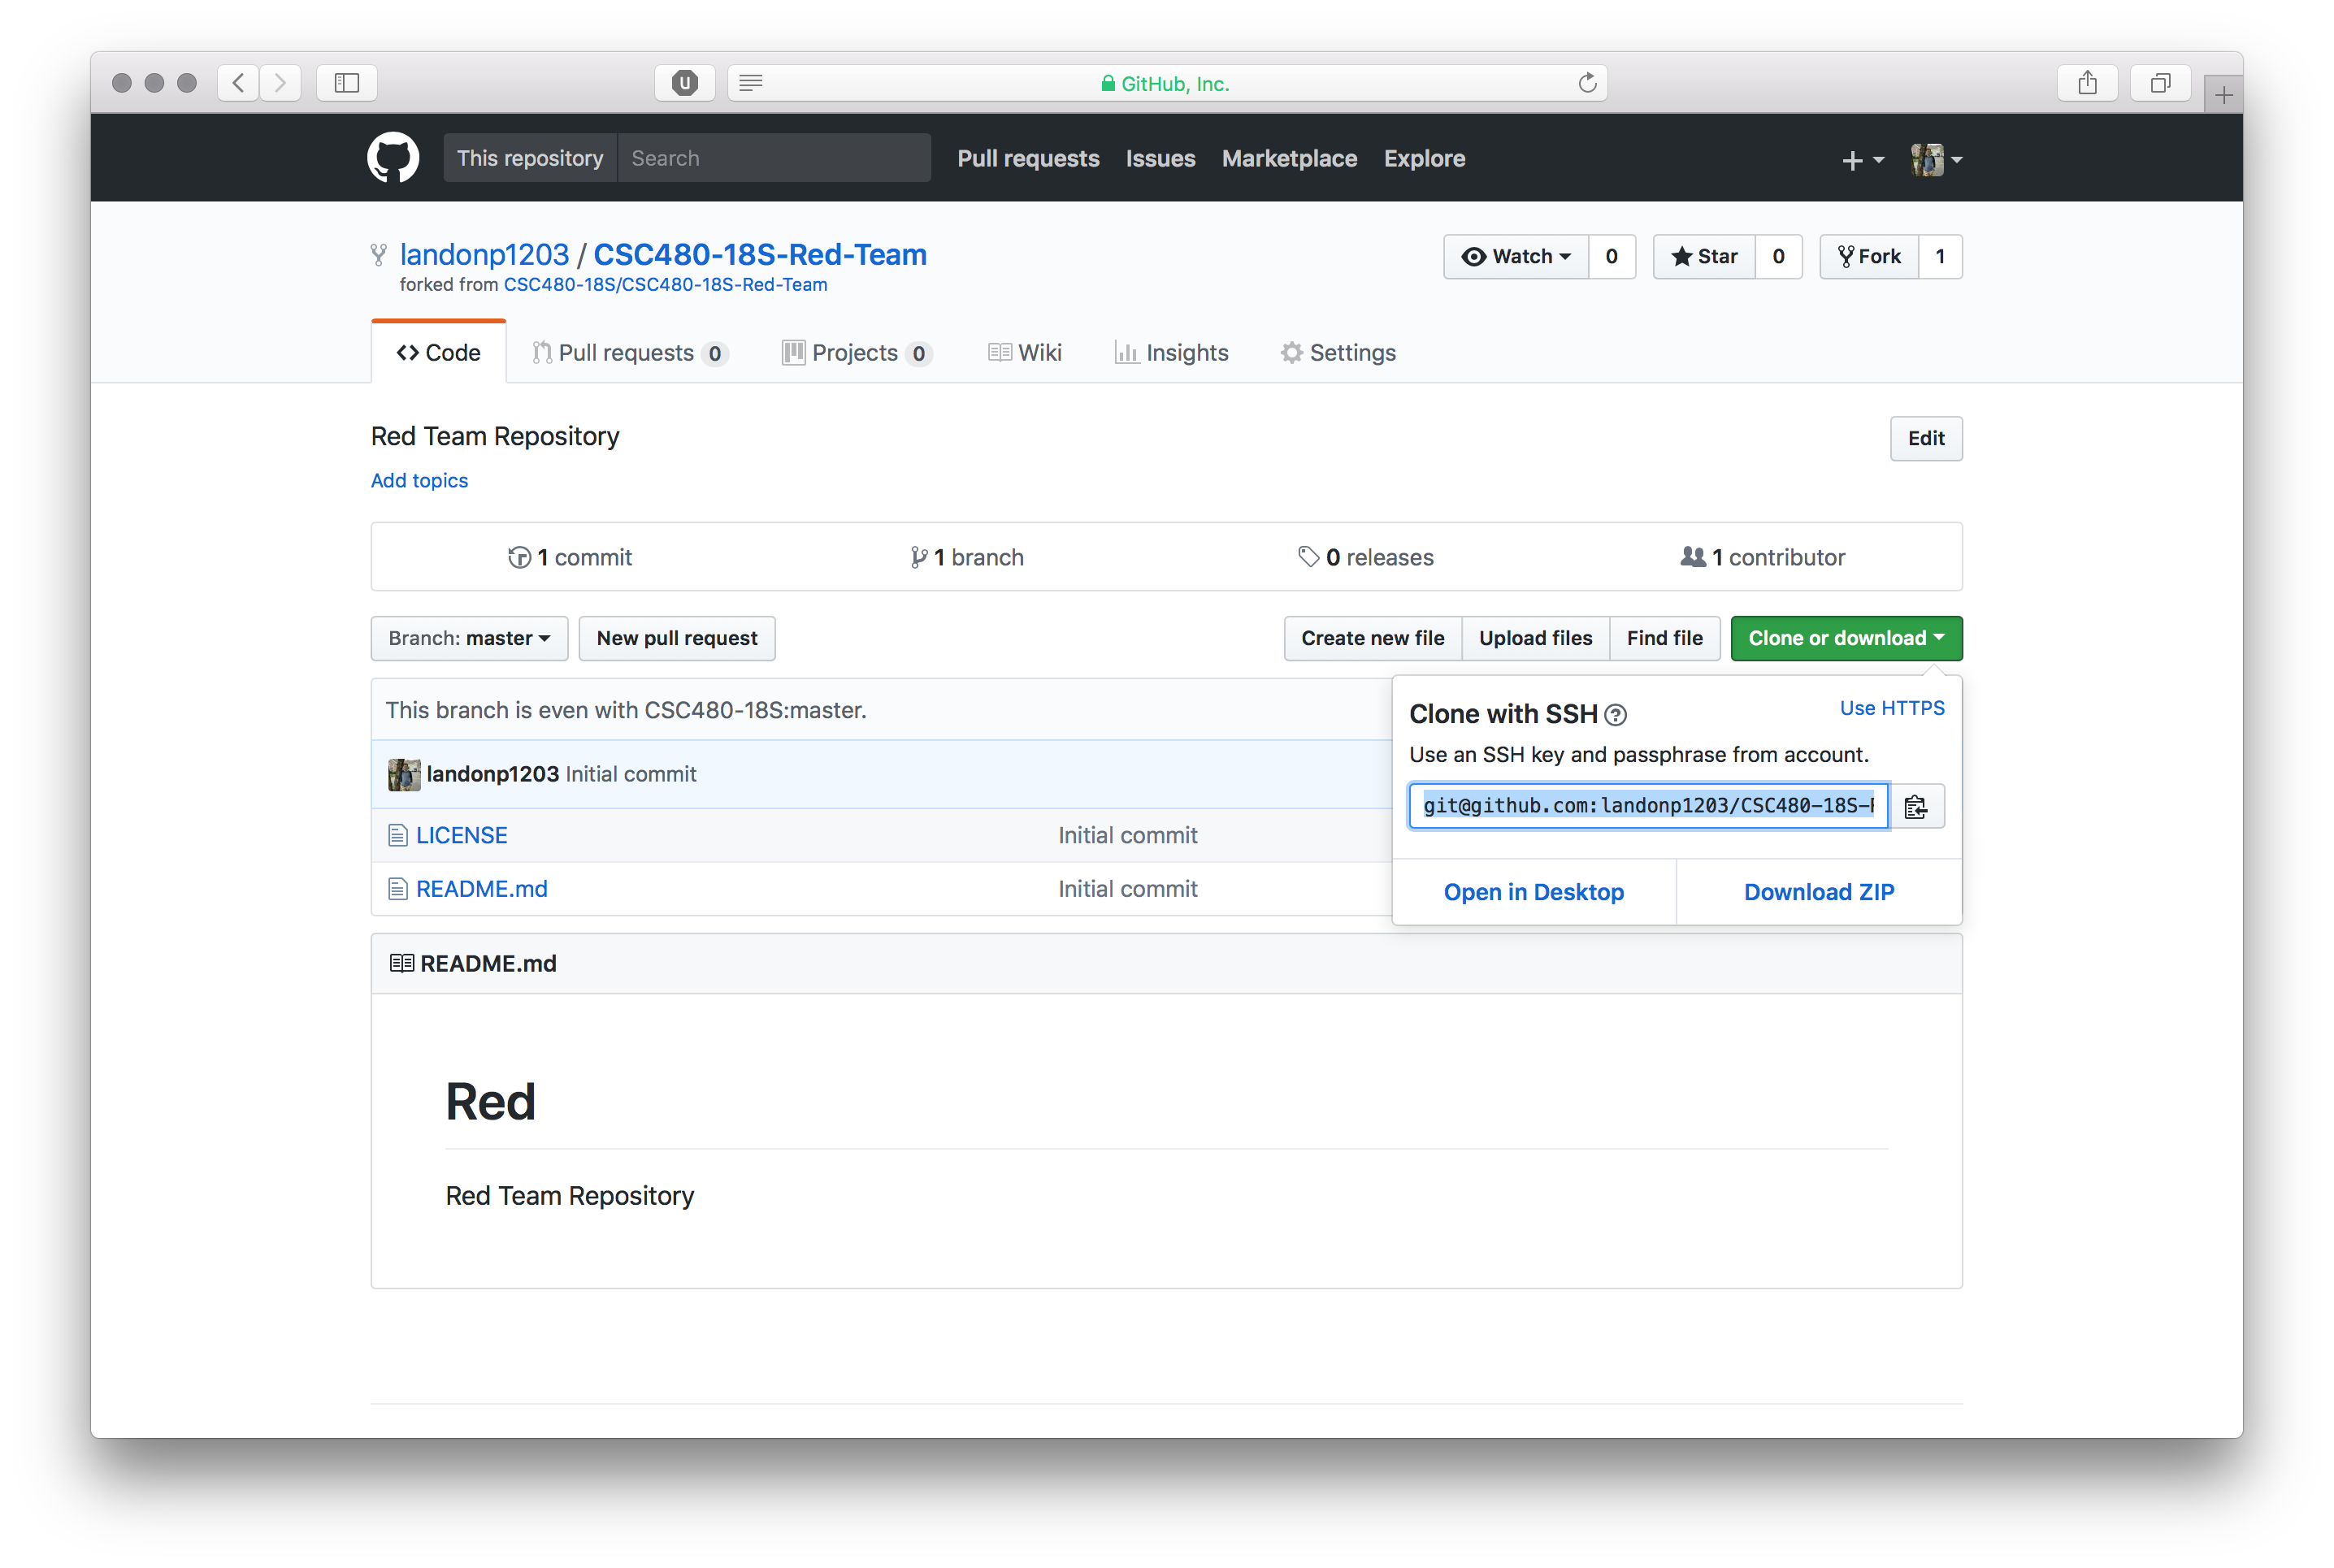 GitHub, Inc.
This repository Search Pull requests Issues Marketplace Explore
landonp1203 / CSC480-18S-Red-Team
Watch 0 Star 0 Fork 1
forked from CSC480-18S/CSC480-18S-Red-Team
Code Pull requests 0 Projects 0 Wiki Insights Settings
Red Team Repository
Edit
Add topics
1 commit 1 branch 0 releases 1 contributor
Branch: master New pull request Create new file Upload files Find file Clone or download
This branch is even with CSC480-18S:master.
landonp1203 Initial commit
LICENSE Initial commit
README.md Initial commit
Clone with SSH Use HTTPS
Use an SSH key and passphrase from account.
git@github.com:landonp1203/CSC480-18S-
Open in Desktop Download ZIP
README.md
Red
Red Team Repository